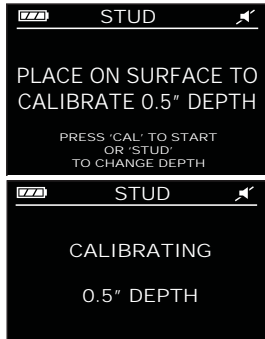 STUD
PLACE ON SURFACE TO
CALIBRATE 0.5″ DEPTH
PRESS ‘CAL’ TO START
OR ‘STUD’
TO CHANGE DEPTH
STUD
CALIBRATING
0.5″ DEPTH